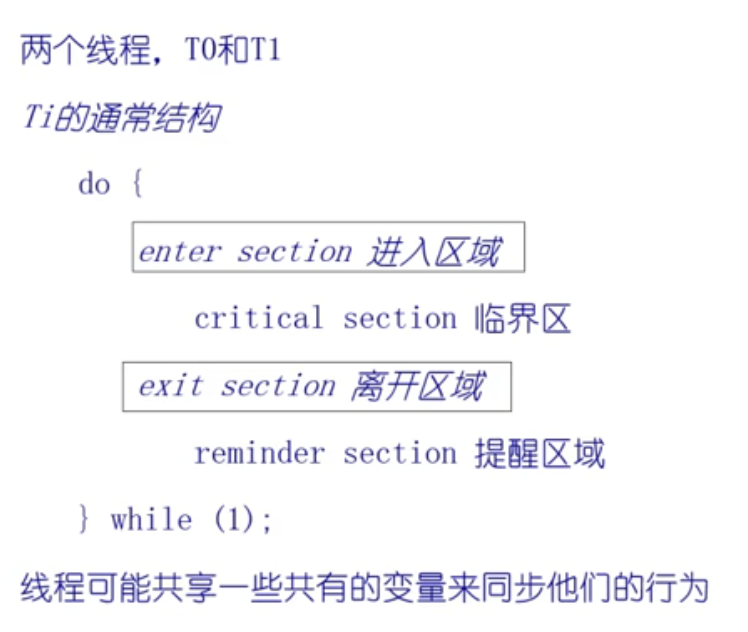 两个线程，T0和T1
Ti的通常结构
do {
enter section 进入区域
critical section 临界区
exit section 离开区域
reminder section 提醒区域
} while (1);
线程可能共享一些共有的变量来同步他们的行为